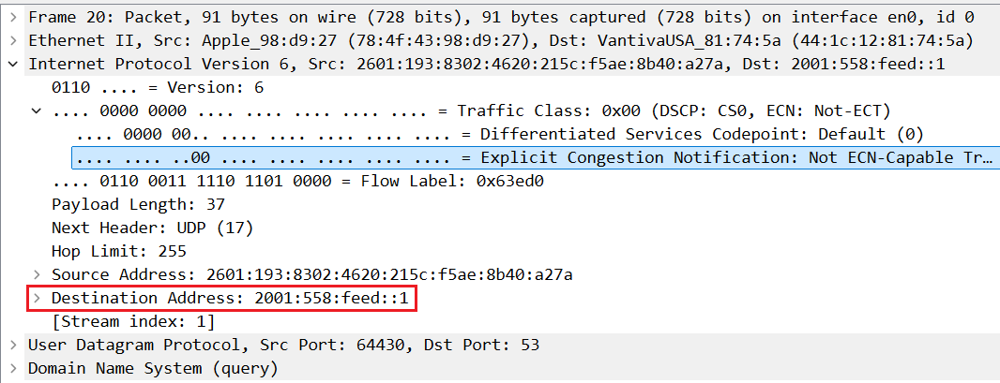 Frame 20: Packet, 91 bytes on wire (728 bits), 91 bytes captured (728 bits) on interface en0, id 0
Ethernet II, Src: Apple_98:d9:27 (78:4f:43:98:d9:27), Dst: VantivaUSA_81:74:5a (44:1c:12:81:74:5a)
Internet Protocol Version 6, Src: 2601:193:8302:4620:215c:f5ae:8b40:a27a, Dst: 2001:558:feed::1
0110 .... = Version: 6
.... 0000 0000 .... .... .... .... .... = Traffic Class: 0x00 (DSCP: CS0, ECN: Not-ECT)
.... 0000 00.. .... .... .... .... .... = Differentiated Services Codepoint: Default (0)
.... .... ..00 .... .... .... .... .... = Explicit Congestion Notification: Not ECN-Capable Tr…
.... 0110 0011 1110 1101 0000 = Flow Label: 0x63ed0
Payload Length: 37
Next Header: UDP (17)
Hop Limit: 255
Source Address: 2601:193:8302:4620:215c:f5ae:8b40:a27a
Destination Address: 2001:558:feed::1
[Stream index: 1]
User Datagram Protocol, Src Port: 64430, Dst Port: 53
Domain Name System (query)